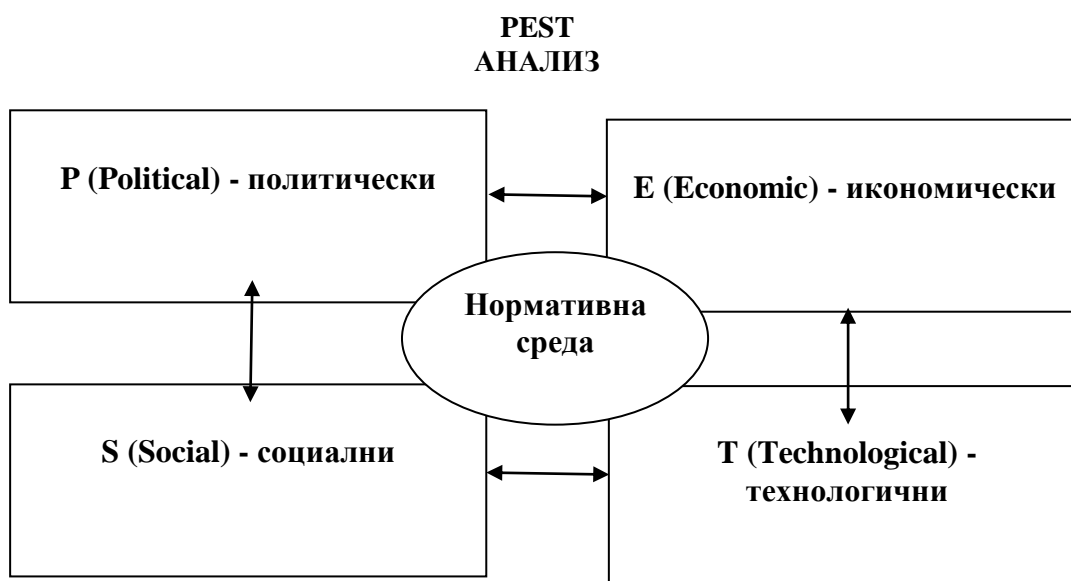 PEST
АНАЛИЗ
P (Political) - политически
E (Economic) - икономически
Нормативна
среда
S (Social) - социални
T (Technological) -
технологични